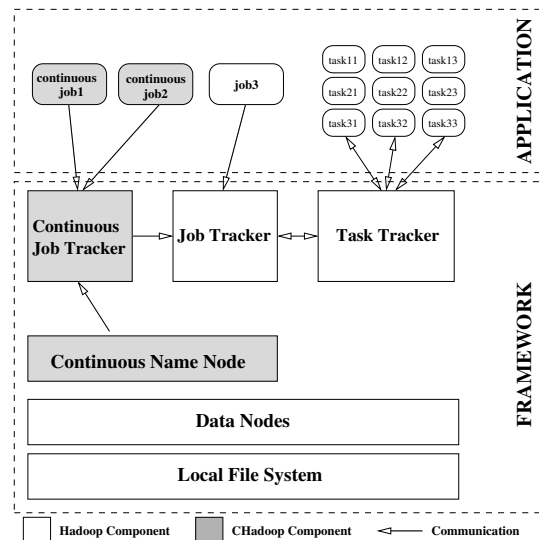 continuous
job1
continuous
job2
job3
task11
task12
task13
task21
task22
task23
task31
task32
task33
APPLICATION
Continuous
Job Tracker
Job Tracker
Task Tracker
Continuous Name Node
Data Nodes
Local File System
FRAMEWORK
Hadoop Component
CHadoop Component
Communication